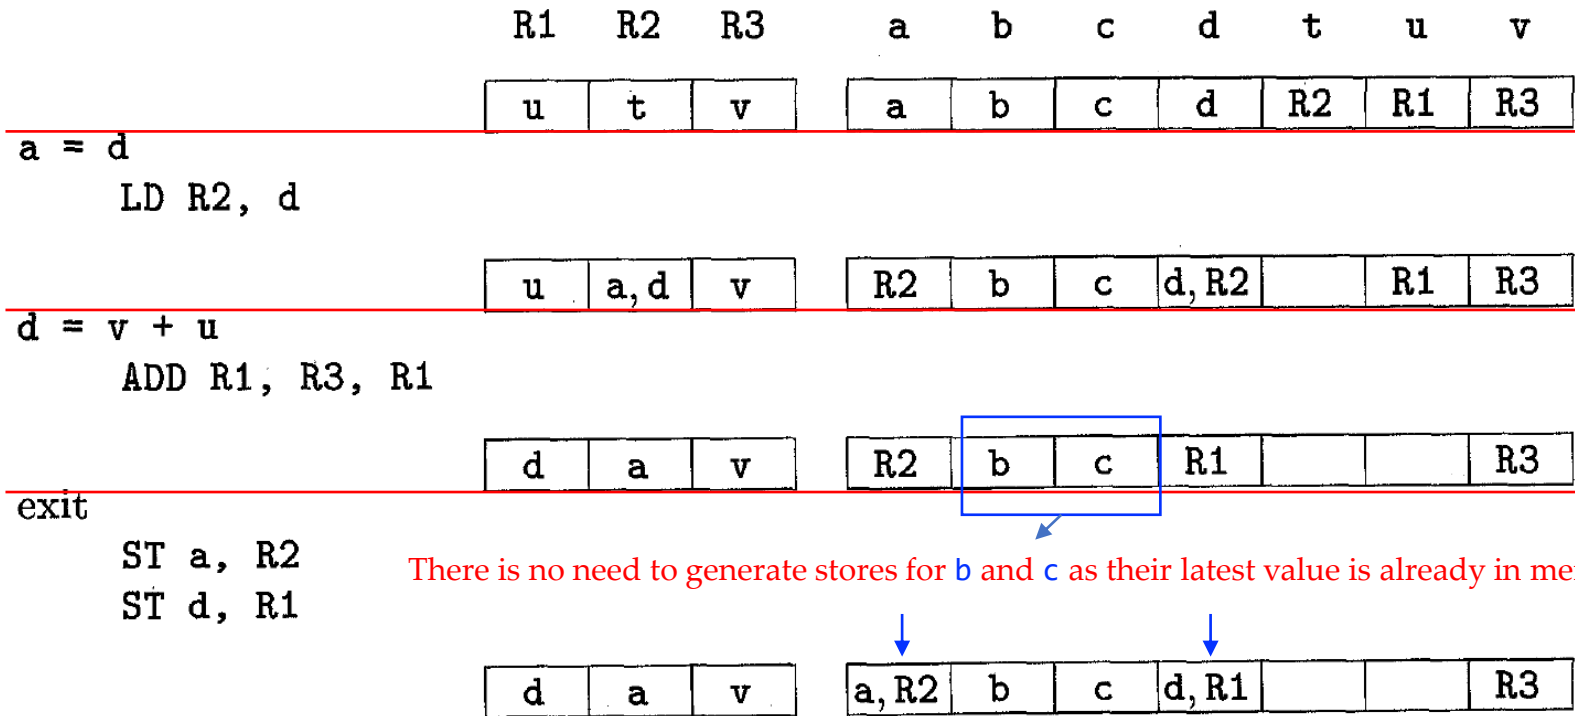 R1 R2 R3 a b c d t u v
u t v a b c d R2 R1 R3
a = d
LD R2, d
u a, d v R2 b c d, R2 R1 R3
d = v + u
ADD R1, R3, R1
d a v R2 b c R1 R3
exit
ST a, R2
There is no need to generate stores for b and c as their latest value is already in
ST d, R1
d a v a, R2 b c d, R1 R3